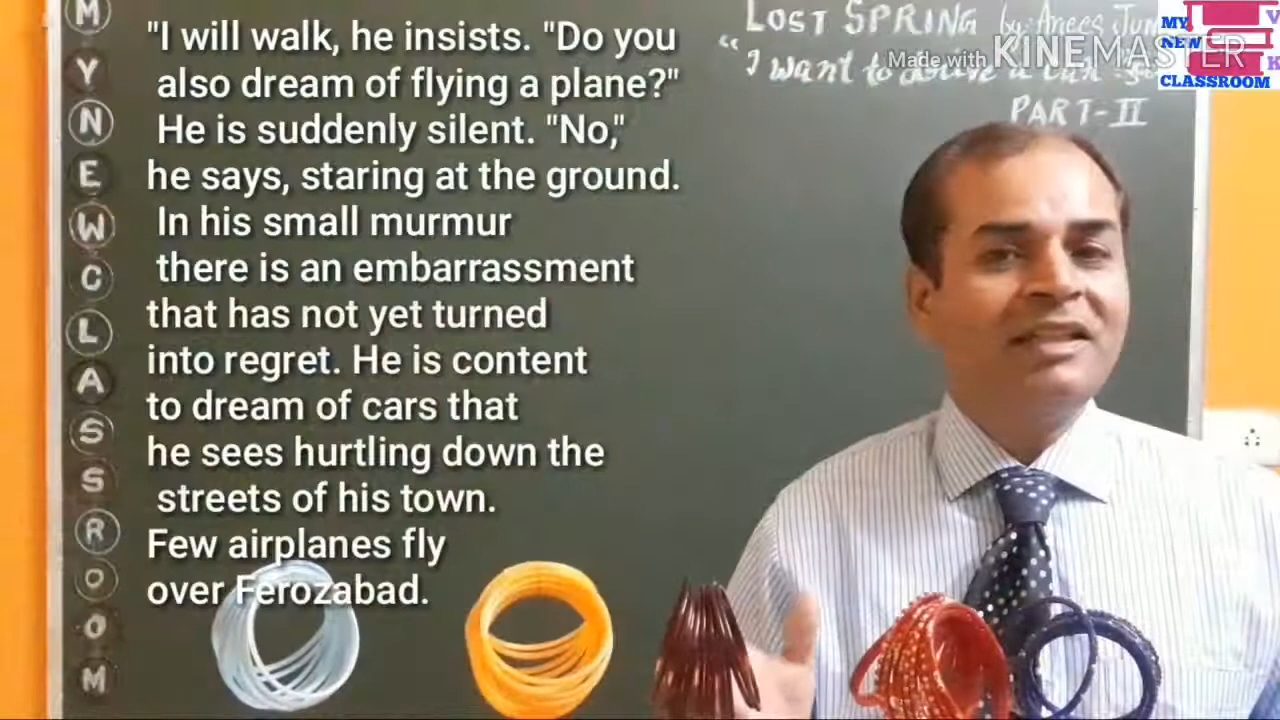 "I will walk, he insists. "Do you
also dream of flying a plane?"
He is suddenly silent. "No,"
he says, staring at the ground.
In his small murmur
there is an embarrassment
that has not yet turned
into regret. He is content
to dream of cars that
he sees hurtling down the
streets of his town.
Few airplanes fly
over Ferozabad.
LOST SPRING by: Anees
"I want to
PART-II
Made with KINEMASTER
MY
NEW
CLASSROOM
V
K
M
Y
N
E
W
C
L
A
S
S
R
O
O
M